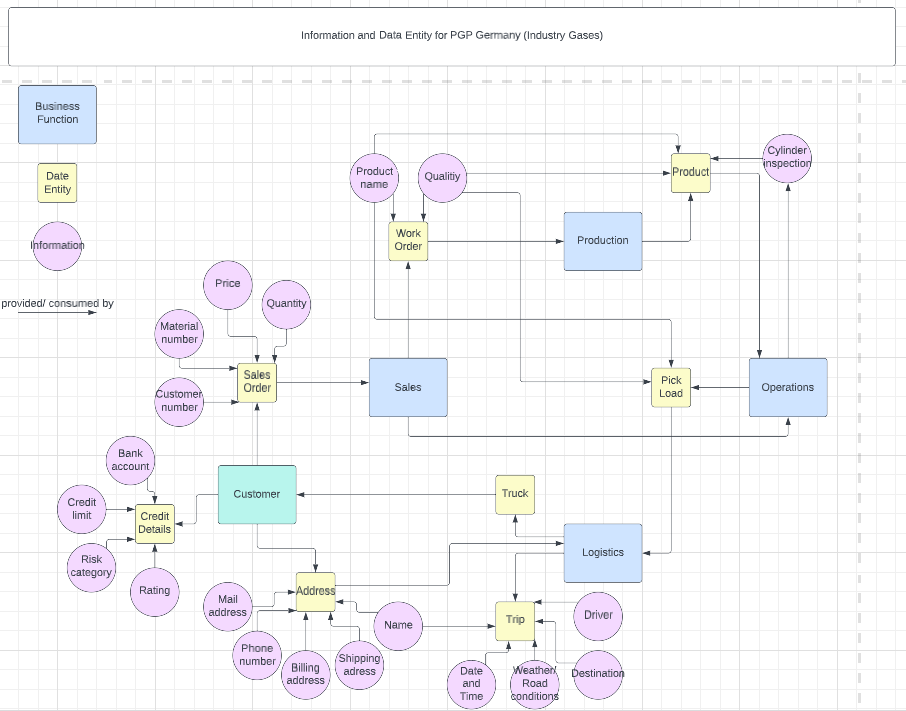 Information and Data Entity for PGP Germany (Industry Gases)
Business
Function
Date
Entity
Information
provided/ consumed by
Product
name
Qualitiy
Product
Cylinder
inspection
Work
Order
Production
Price
Quantity
Material
number
Sales
Order
Customer
number
Sales
Pick
Load
Operations
Bank
account
Credit
limit
Credit
Details
Risk
category
Rating
Customer
Truck
Logistics
Mail
address
Address
Phone
number
Billing
address
Shipping
adress
Name
Trip
Driver
Date
and
Time
Weather/
Road
conditions
Destination